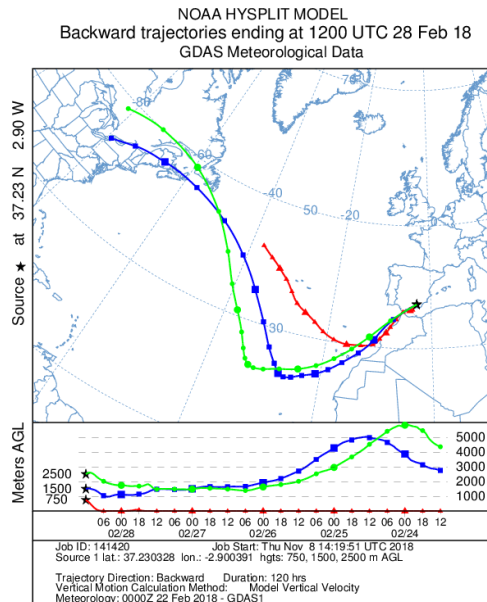 NOAA HYSPLIT MODEL
Backward trajectories ending at 1200 UTC 28 Feb 18
GDAS Meteorological Data
Source ★ at 37.23 N 2.90 W
-80
-70
-60
-50
-40
-30
-20
50
40
-30
Meters AGL
2500
1500
750
5000
4000
3000
2000
1000
06 00 18 12 06 00 18 12 06 00 18 12 06 00 18 12 06 00 18 12
02/28 02/27 02/26 02/25 02/24
Job ID: 141420 Job Start: Thu Nov 8 14:19:51 UTC 2018
Source 1 lat.: 37.230328 lon.: -2.900391 hgts: 750, 1500, 2500 m AGL
Trajectory Direction: Backward Duration: 120 hrs
Vertical Motion Calculation Method: Model Vertical Velocity
Meteorology: 0000Z 22 Feb 2018 - GDAS1